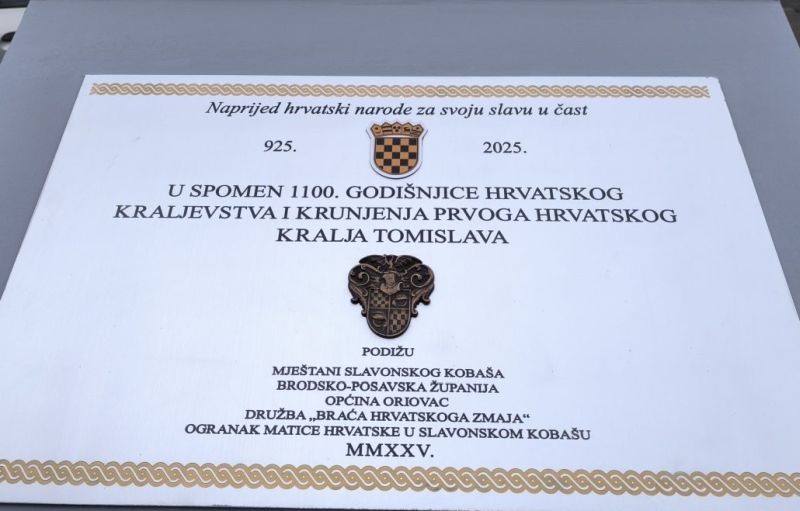 Naprijed hrvatski narode za svoju slavu u čast
925. 2025.
U SPOMEN 1100. GODIŠNJICE HRVATSKOG
KRALJEVSTVA I KRUNJENJA PRVOGA HRVATSKOG
KRALJA TOMISLAVA
PODIŽU
MJEŠTANI SLAVONSKOG KOBAŠA
BRODSKO-POSAVSKA ŽUPANIJA
OPĆINA ORIOVAC
DRUŽBA „BRAĆA HRVATSKOGA ZMAJA“
OGRANAK MATICE HRVATSKE U SLAVONSKOM KOBAŠU
MMXXV.